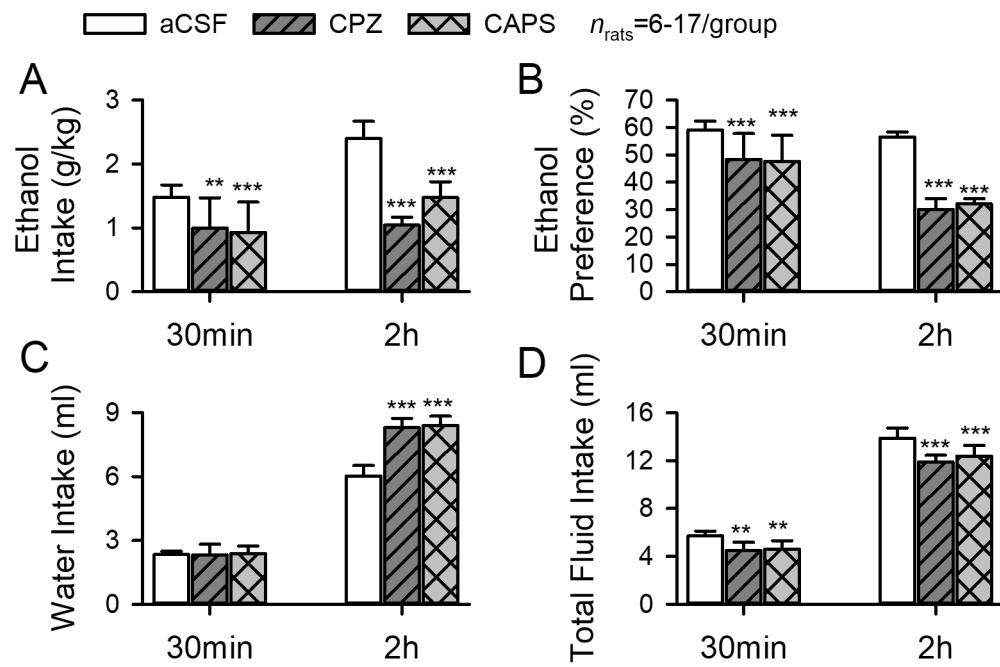 aCSF CPZ CAPS n rats=6-17/group
A
Ethanol
Intake (g/kg)
3
2
1
0
** ***
*** ***
30min 2h
B
Ethanol
Preference (%)
70
60
50
40
30
20
10
0
*** ***
*** ***
30min 2h
C
Water Intake (ml)
9
6
3
0
*** ***
30min 2h
D
Total Fluid Intake (ml)
16
12
8
4
0
** **
*** ***
30min 2h